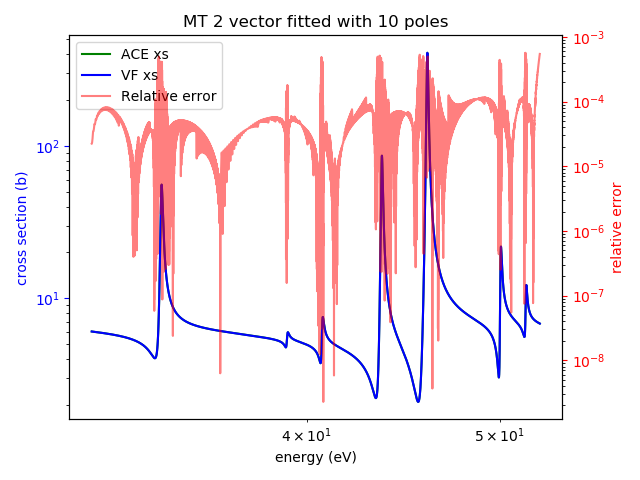 MT 2 vector fitted with 10 poles
ACE xs
VF xs
Relative error
cross section (b)
10²
10¹
relative error
10⁻³
10⁻⁴
10⁻⁵
10⁻⁶
10⁻⁷
10⁻⁸
4 × 10¹
5 × 10¹
energy (eV)